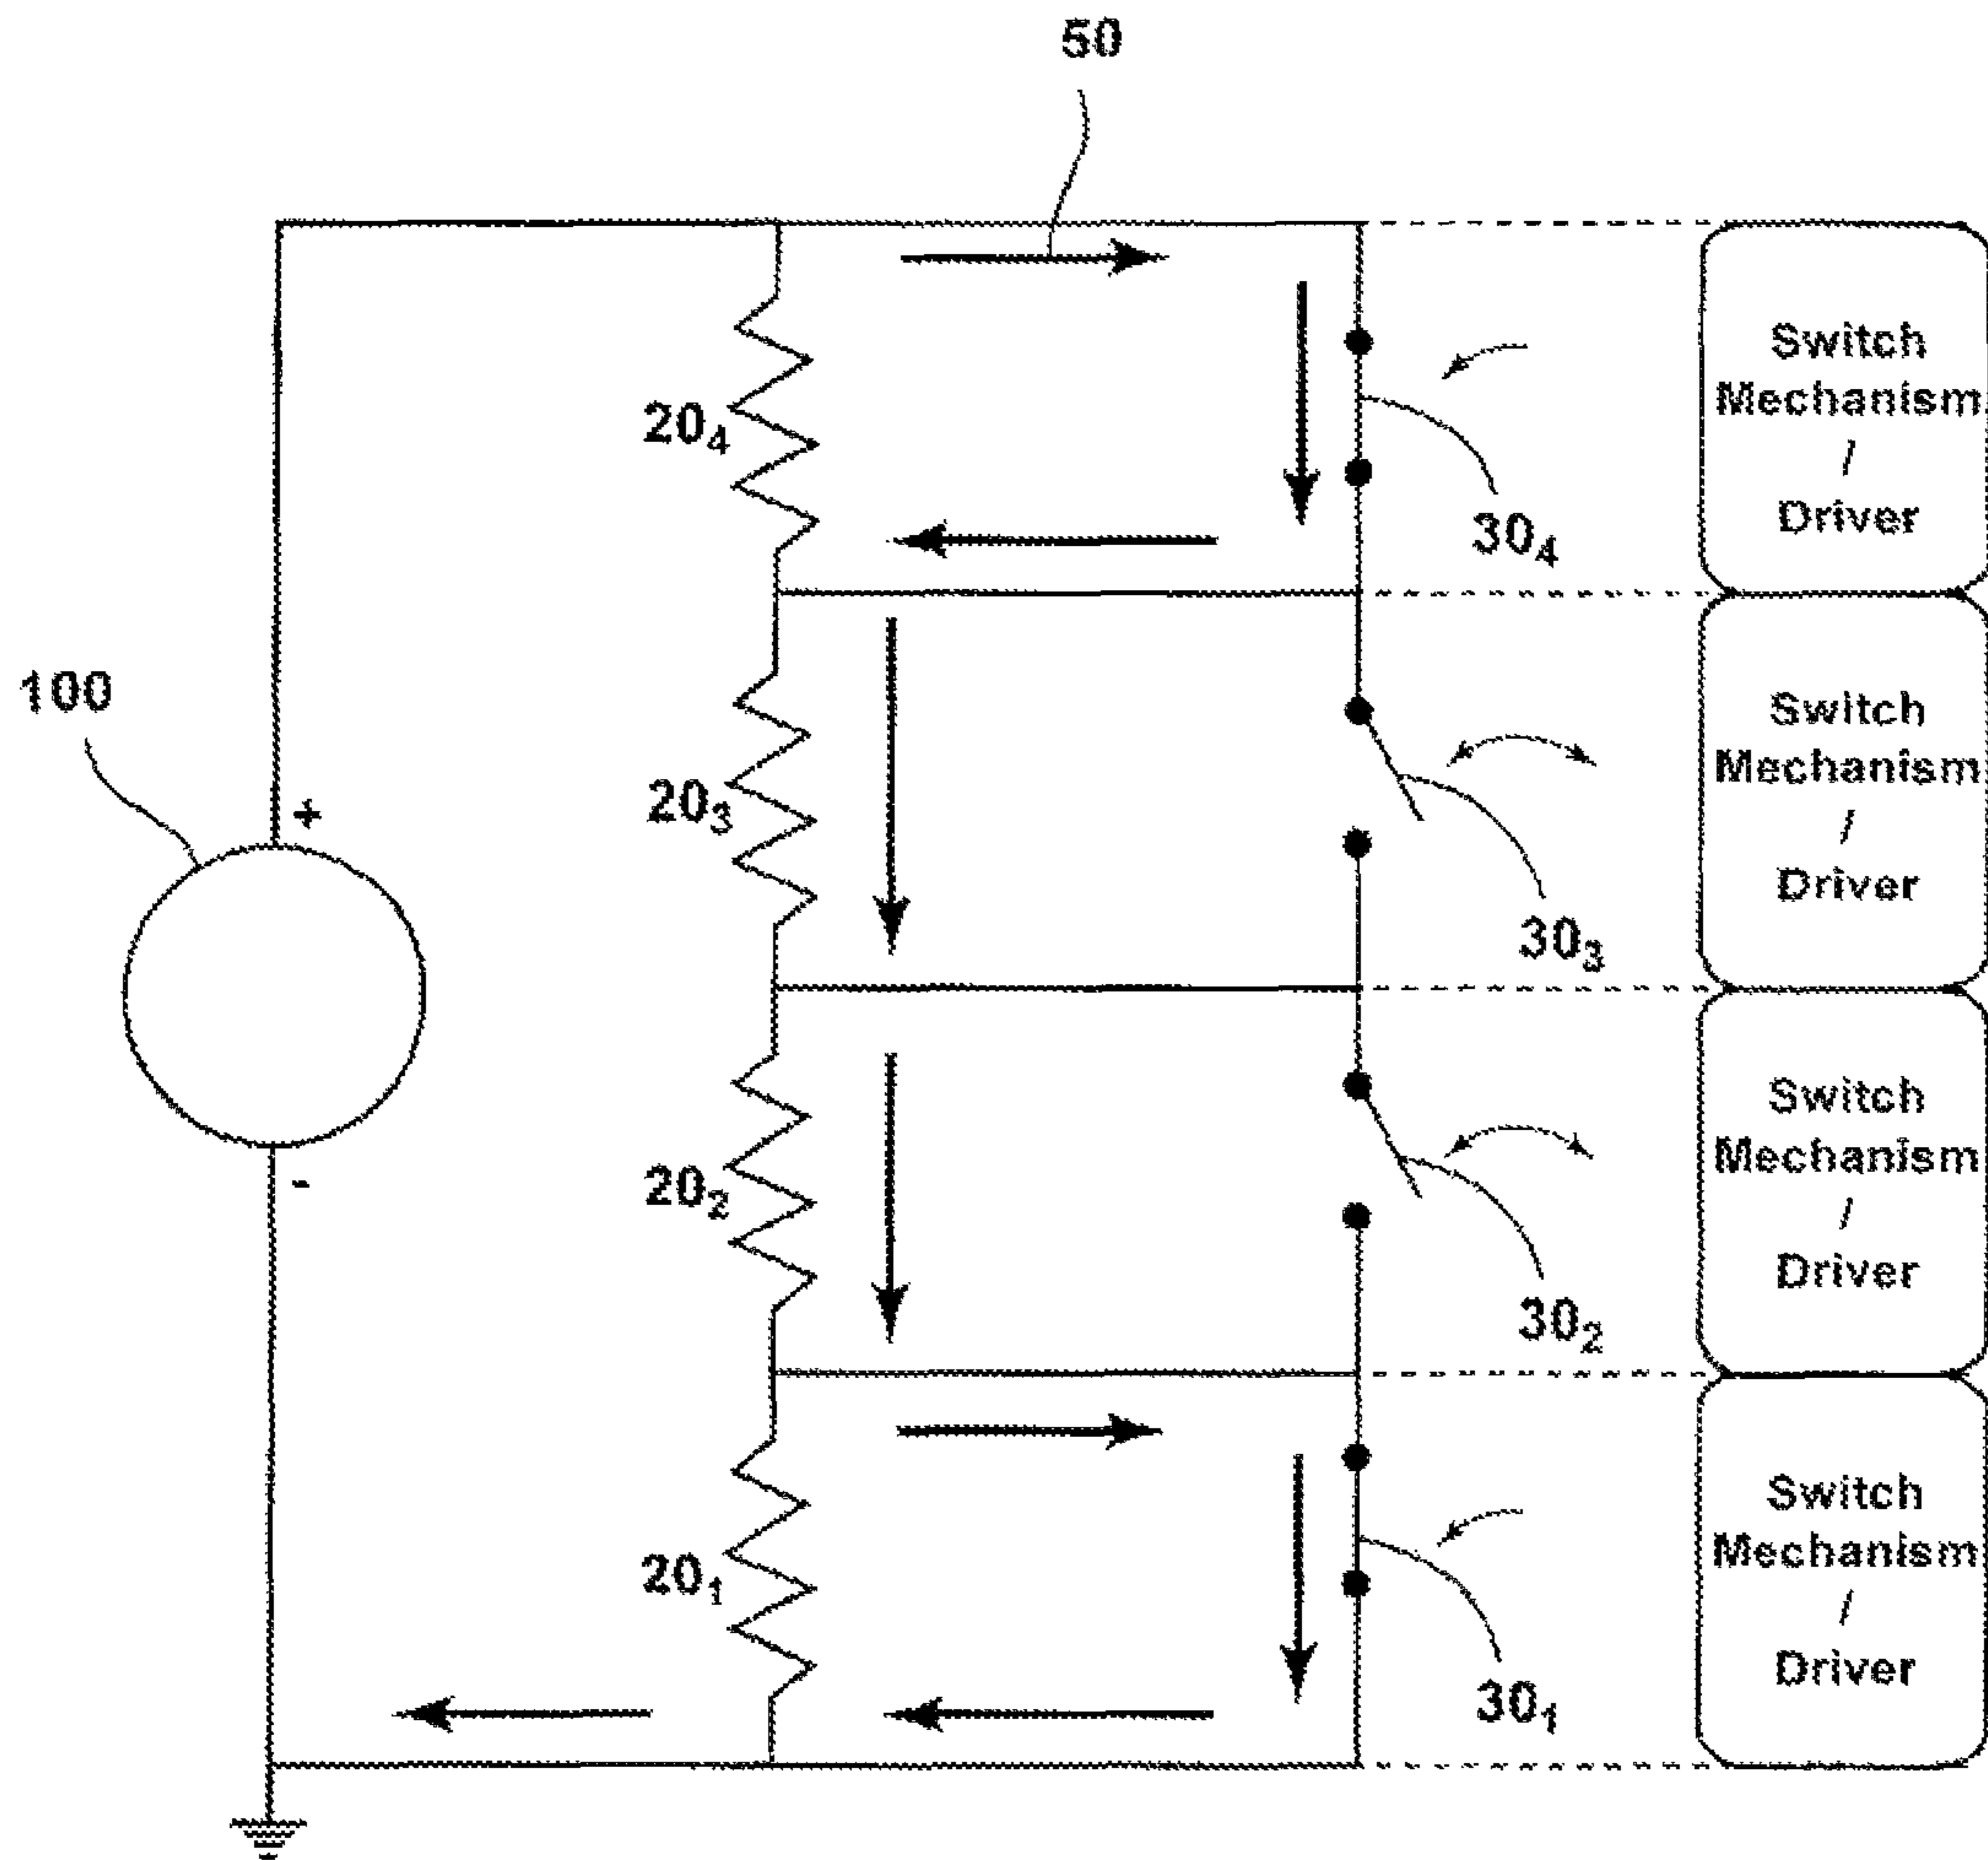 50
Switch
Mechanism
/
Driver
20₄
30₄
100
+
Switch
Mechanism
/
Driver
20₃
30₃
-
Switch
Mechanism
/
Driver
20₂
30₂
Switch
Mechanism
/
Driver
20₁
30₁